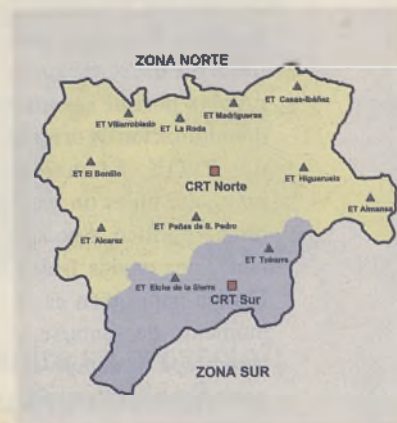 ZONA NORTE
ET Casas-Ibáñez
ET Madrigueras
ET Villarrobledo
ET La Roda
ET El Bonillo
CRT Norte
ET Higueruela
ET Almansa
ET Peñas de S. Pedro
ET Alcaraz
ET Tobarra
ET Elche de la Sierra
CRT Sur
ZONA SUR